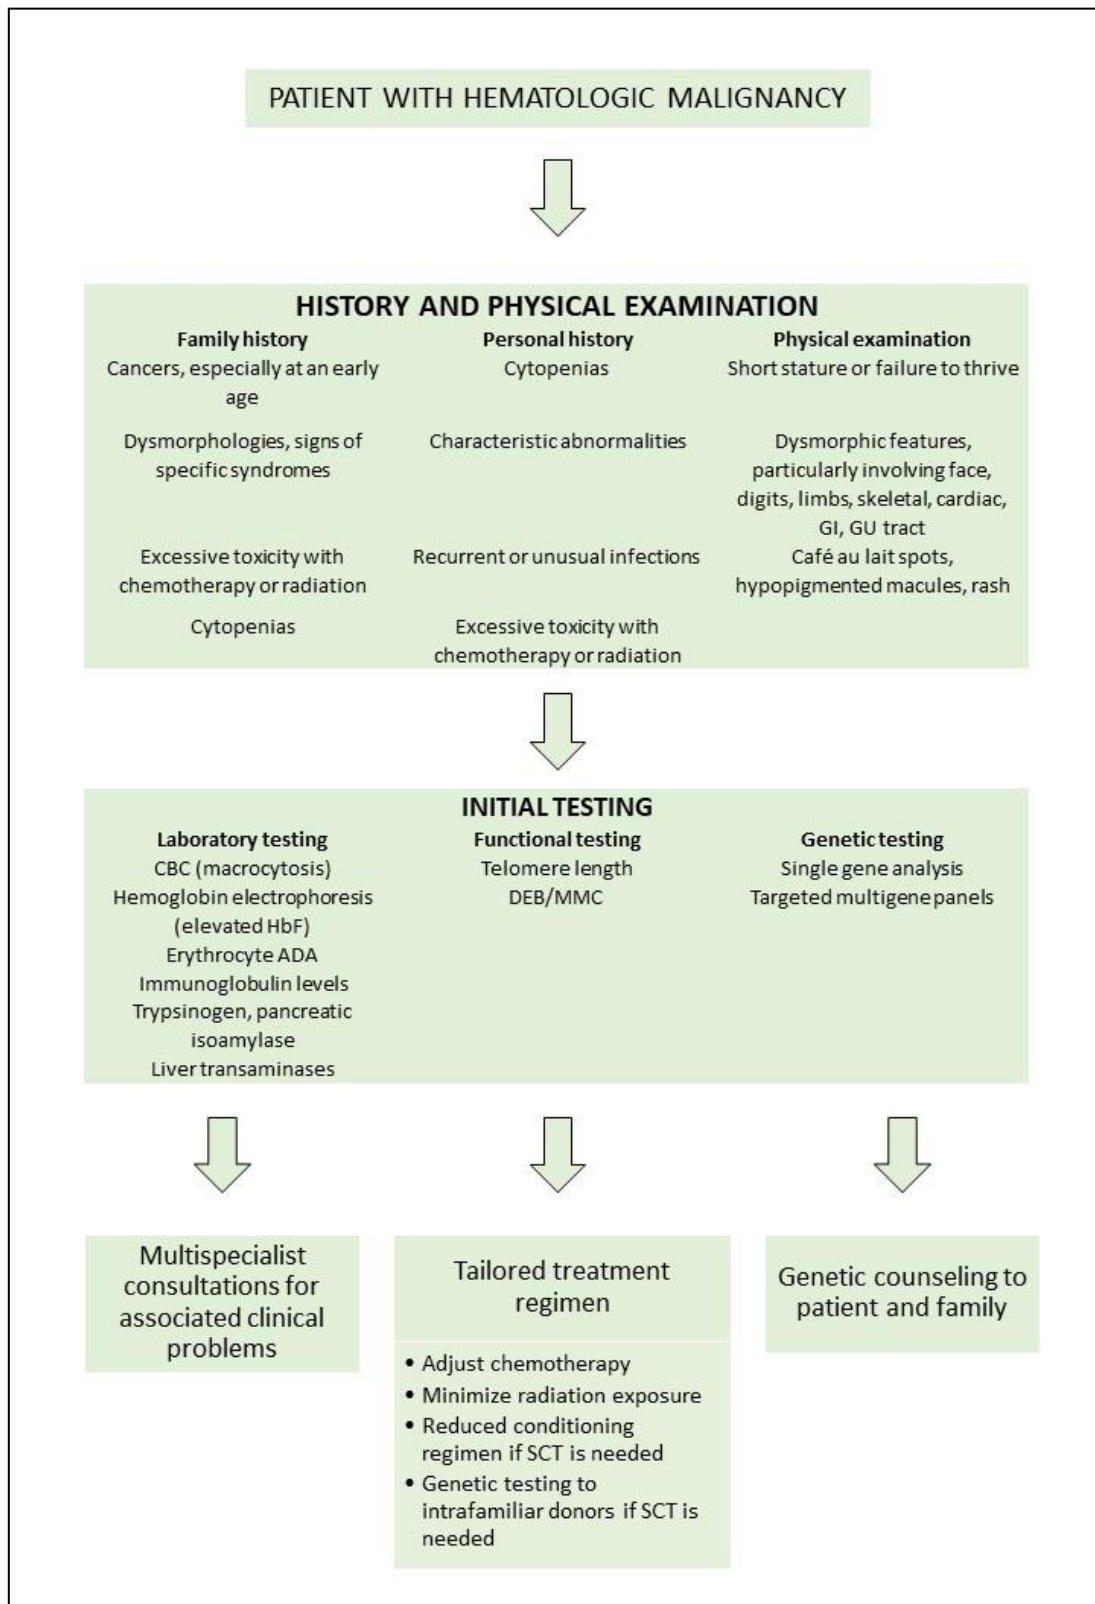 PATIENT WITH HEMATOLOGIC MALIGNANCY
HISTORY AND PHYSICAL EXAMINATION
Family history
Cancers, especially at an early
age
Dysmorphologies, signs of
specific syndromes
Excessive toxicity with
chemotherapy or radiation
Cytopenias
Personal history
Cytopenias
Characteristic abnormalities
Recurrent or unusual infections
Excessive toxicity with
chemotherapy or radiation
Physical examination
Short stature or failure to thrive
Dysmorphic features,
particularly involving face,
digits, limbs, skeletal, cardiac,
GI, GU tract
Café au lait spots,
hypopigmented macules, rash
INITIAL TESTING
Laboratory testing
CBC (macrocytosis)
Hemoglobin electrophoresis
(elevated HbF)
Erythrocyte ADA
Immunoglobulin levels
Trypsinogen, pancreatic
isoamylase
Liver transaminases
Functional testing
Telomere length
DEB/MMC
Genetic testing
Single gene analysis
Targeted multigene panels
Multispecialist
consultations for
associated clinical
problems
Tailored treatment
regimen
• Adjust chemotherapy
• Minimize radiation exposure
• Reduced conditioning
regimen if SCT is needed
• Genetic testing to
intrafamiliar donors if SCT is
needed
Genetic counseling to
patient and family